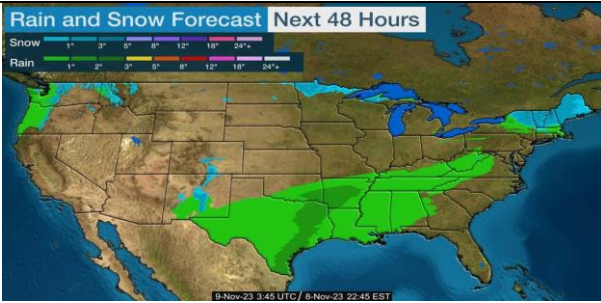 Rain and Snow Forecast Next 48 Hours
Snow 1" 3" 5" 8" 12" 18" 24"+
Rain 1" 2" 3" 5" 8" 12" 18" 24"+
9-Nov-23 3:45 UTC / 8-Nov-23 22:45 EST